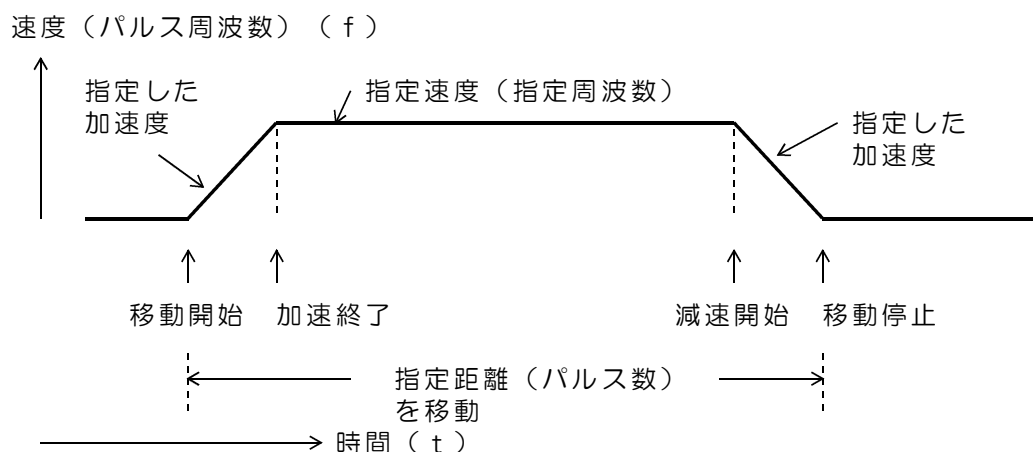 速度（パルス周波数）（ｆ）
指定した
加速度
指定速度（指定周波数）
指定した
加速度
移動開始
加速終了
減速開始
移動停止
指定距離（パルス数）
を移動
時間（ｔ）